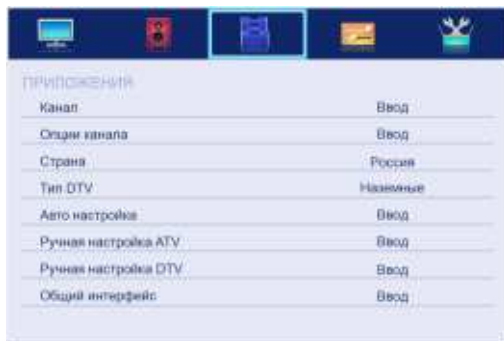 ПРИЛОЖЕНИЯ
Канал Ввод
Опции канала Ввод
Страна Россия
Тип DTV Наземные
Авто настройка Ввод
Ручная настройка ATV Ввод
Ручная настройка DTV Ввод
Общий интерфейс Ввод